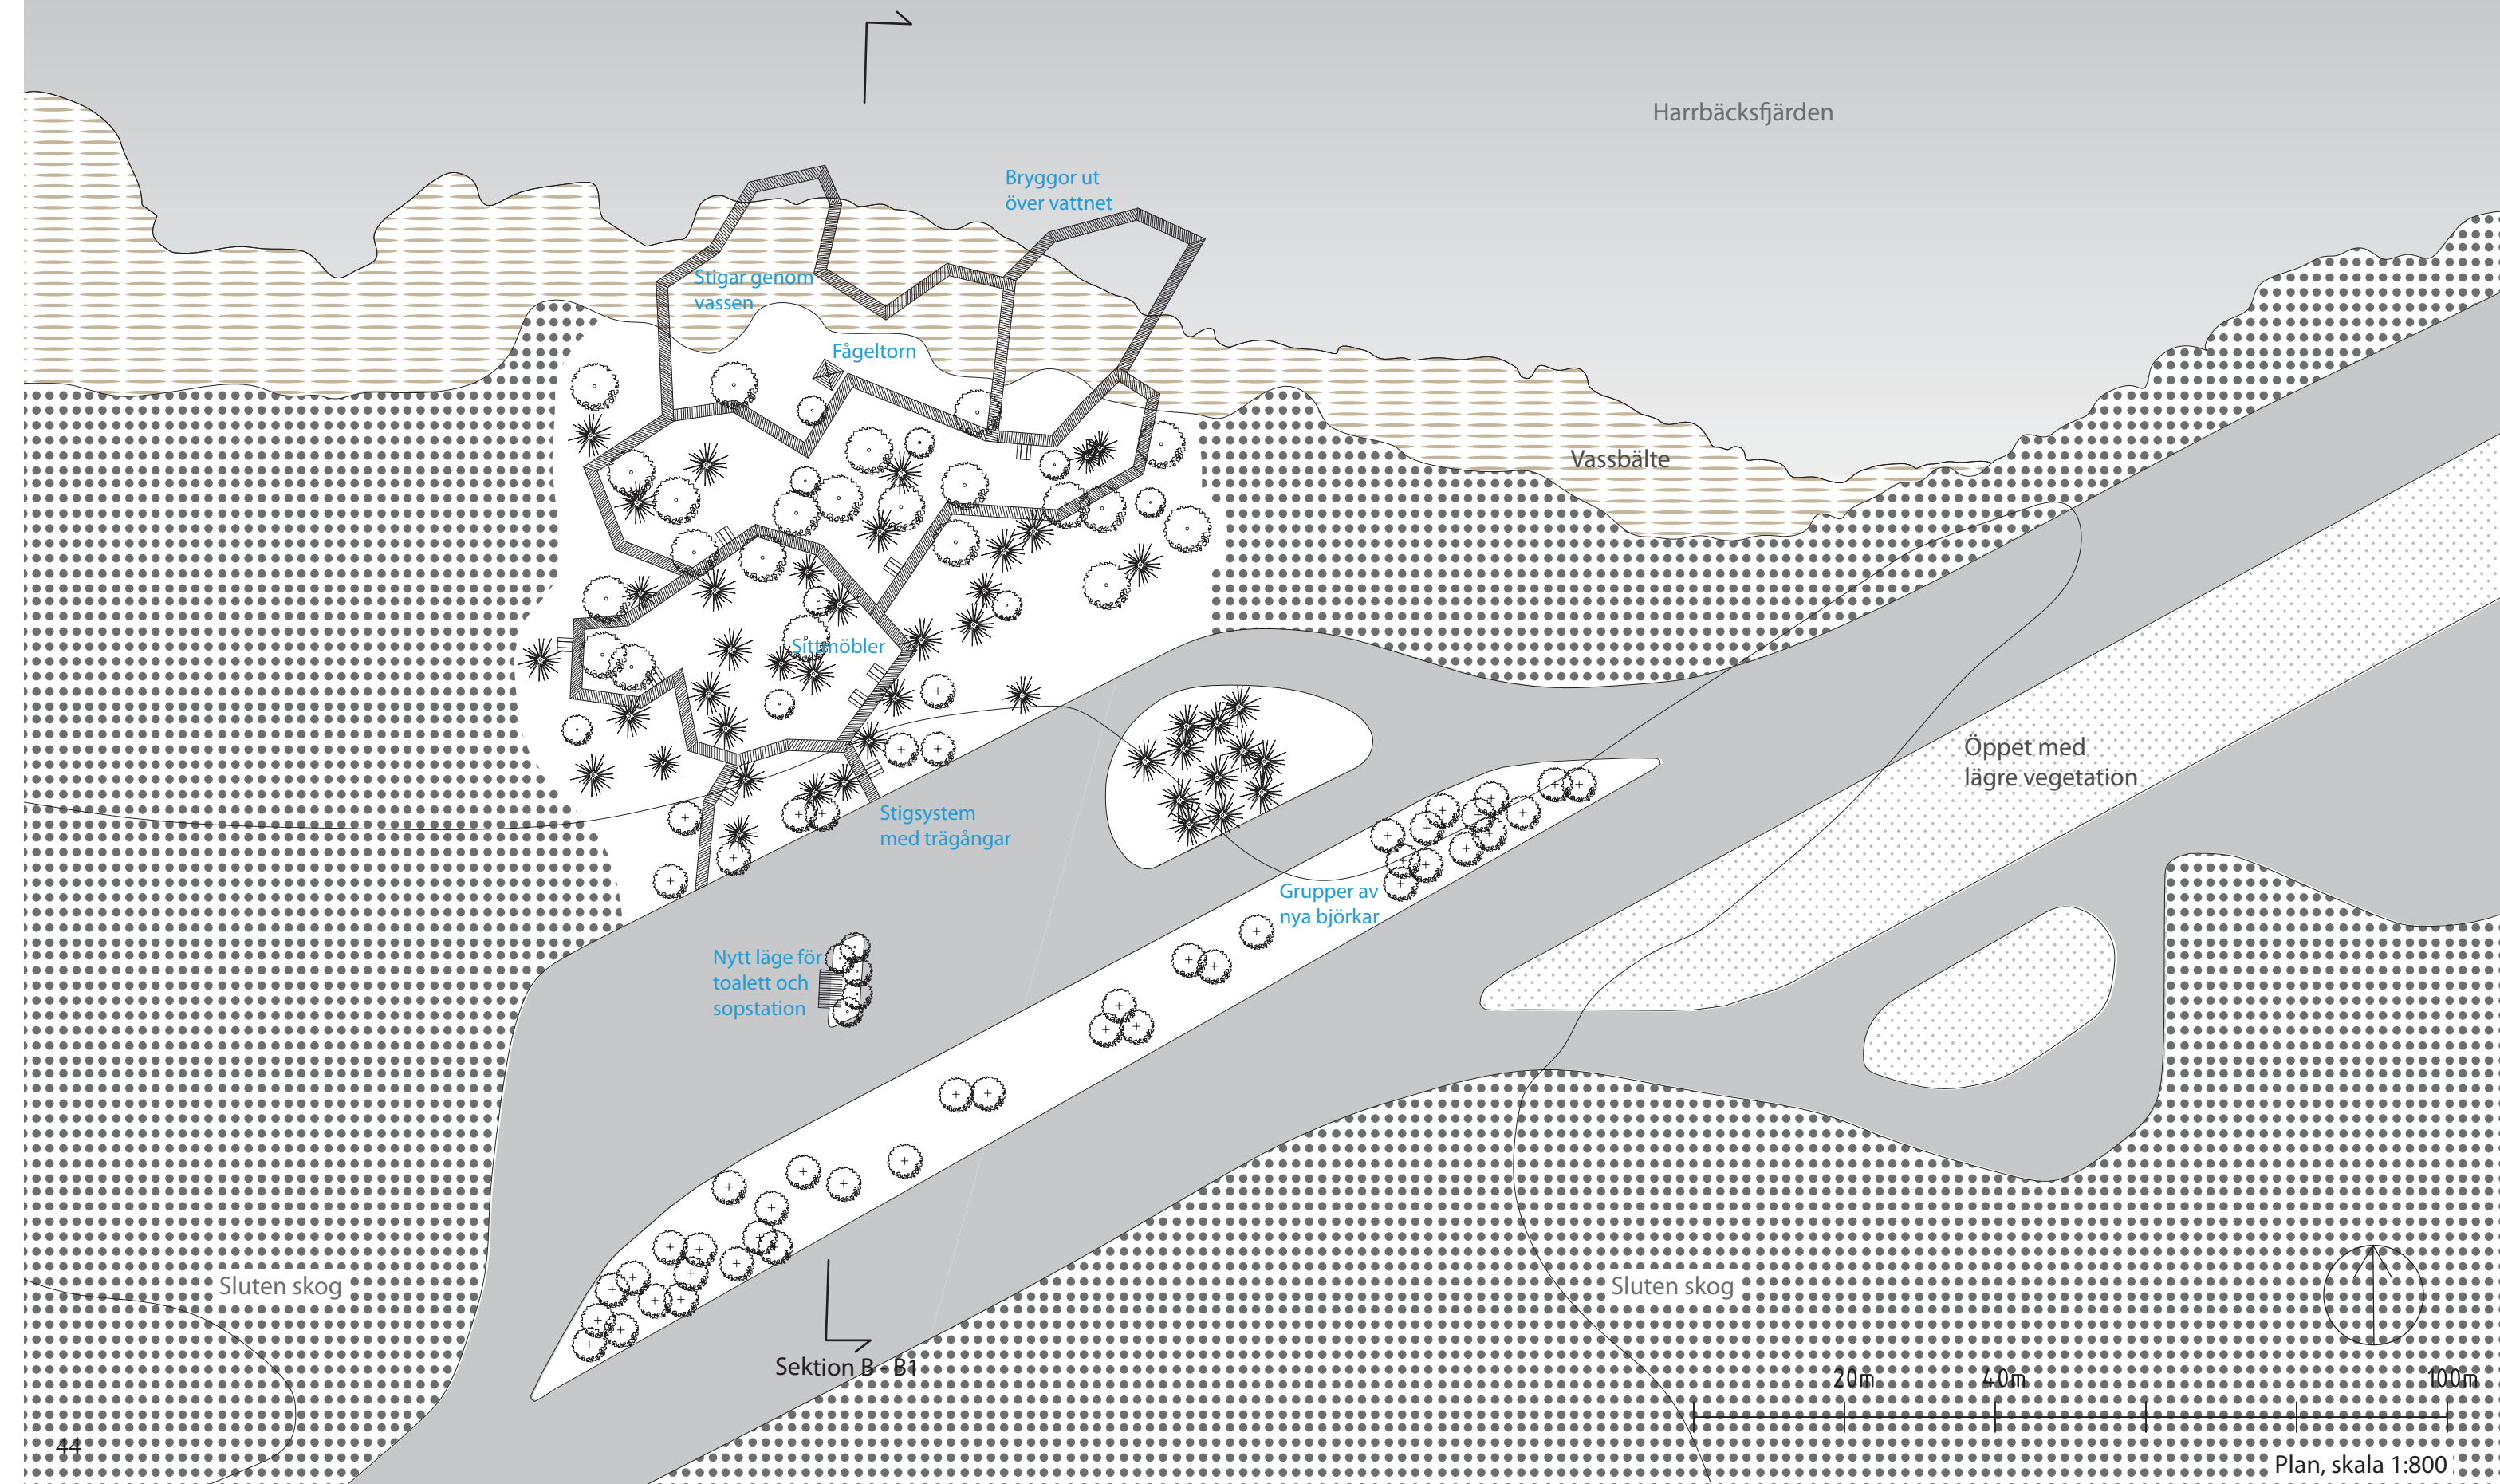 Harrbäcksfjärden
Bryggor ut
över vattnet
Stigar genom
vassen
Fågeltorn
Vassbälte
Sittmöbler
Öppet med
lägre vegetation
Stigsystem
med trägångar
Grupper av
nya björkar
Nytt läge för
toalett och
sopstation
Sluten skog
Sluten skog
Sektion B - B1
20m 40m 100m
44
Plan, skala 1:800